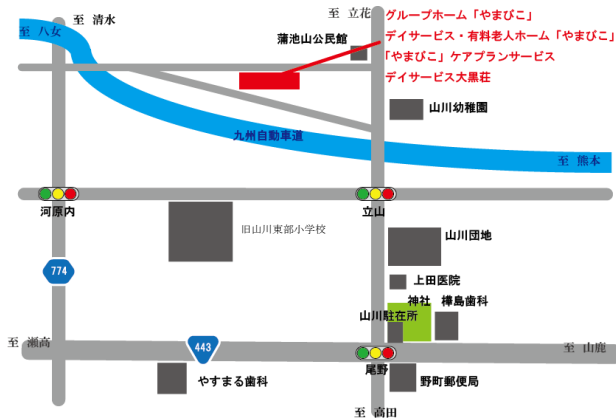 至 立花
至 清水
至 八女
グループホーム「やまびこ」
デイサービス・有料老人ホーム「やまびこ」
「やまびこ」ケアプランサービス
デイサービス大黒荘
蒲池山公民館
山川幼稚園
九州自動車道
至 熊本
河原内
立山
旧山川東部小学校
山川団地
774
上田医院
神社
樺島歯科
山川駐在所
至 瀬高
443
至 山鹿
尾野
やすまる歯科
野町郵便局
至 高田